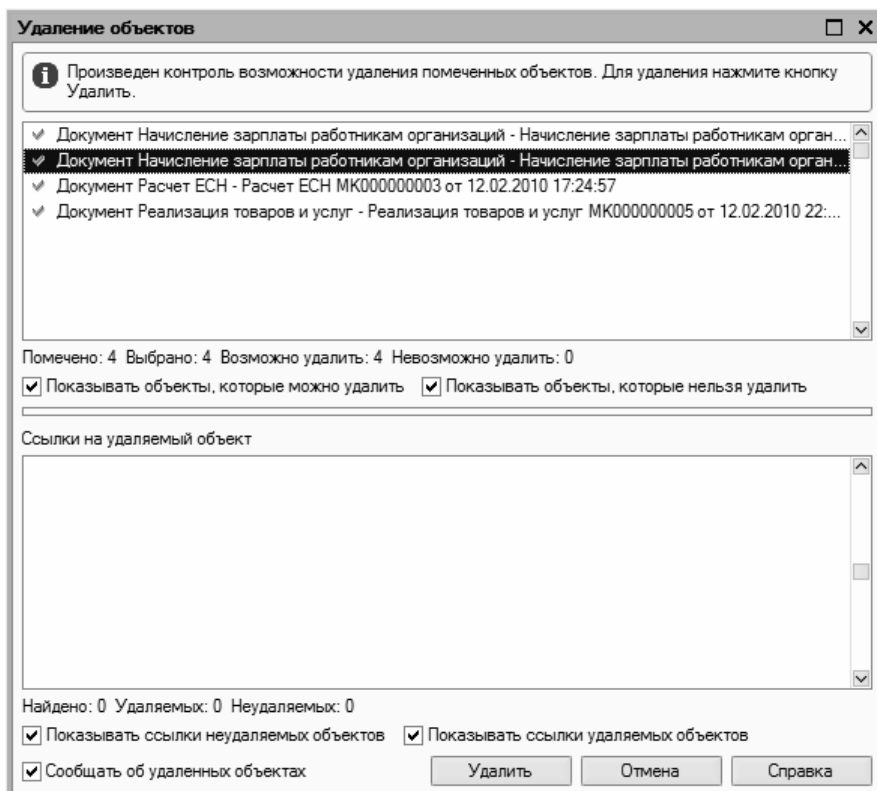 Удаление объектов
Произведен контроль возможности удаления помеченных объектов. Для удаления нажмите кнопку
Удалить.
Документ Начисление зарплаты работникам организаций - Начисление зарплаты работникам орган...
Документ Начисление зарплаты работникам организаций - Начисление зарплаты работникам орган...
Документ Расчет ЕСН - Расчет ЕСН МК000000003 от 12.02.2010 17:24:57
Документ Реализация товаров и услуг - Реализация товаров и услуг МК000000005 от 12.02.2010 22:...
Помечено: 4 Выбрано: 4 Возможно удалить: 4 Невозможно удалить: 0
Показывать объекты, которые можно удалить Показывать объекты, которые нельзя удалить
Ссылки на удаляемый объект
Найдено: 0 Удаляемых: 0 Неудаляемых: 0
Показывать ссылки неудаляемых объектов Показывать ссылки удаляемых объектов
Сообщать об удаленных объектах Удалить Отмена Справка